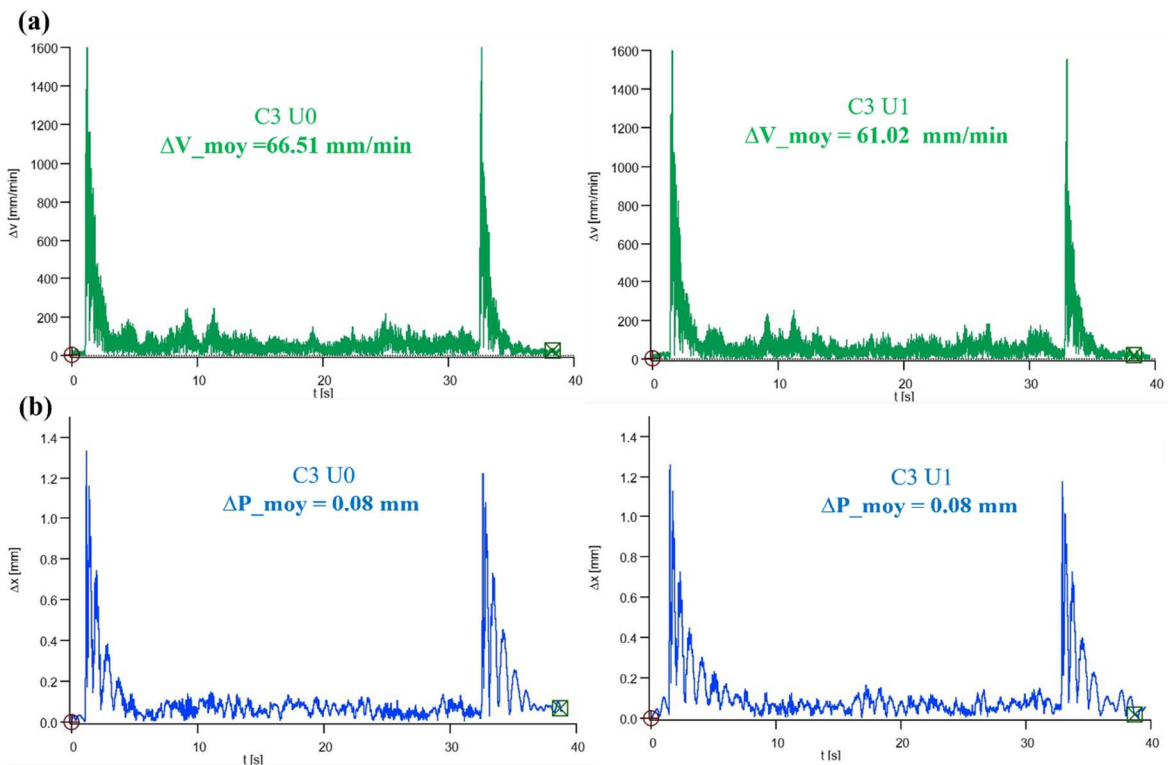 (a)
1600
1400
1200
1000
800
600
400
200
0
Δv [mm/min]
C3 U0
ΔV_moy =66.51 mm/min
0 10 20 30 40
t [s]
1600
1400
1200
1000
800
600
400
200
0
Δv [mm/min]
C3 U1
ΔV_moy = 61.02 mm/min
0 10 20 30 40
t [s]
(b)
1.4
1.2
1.0
0.8
0.6
0.4
0.2
0.0
Δx [mm]
C3 U0
ΔP_moy = 0.08 mm
0 10 20 30 40
t [s]
1.4
1.2
1.0
0.8
0.6
0.4
0.2
0.0
Δx [mm]
C3 U1
ΔP_moy = 0.08 mm
0 10 20 30 40
t [s]